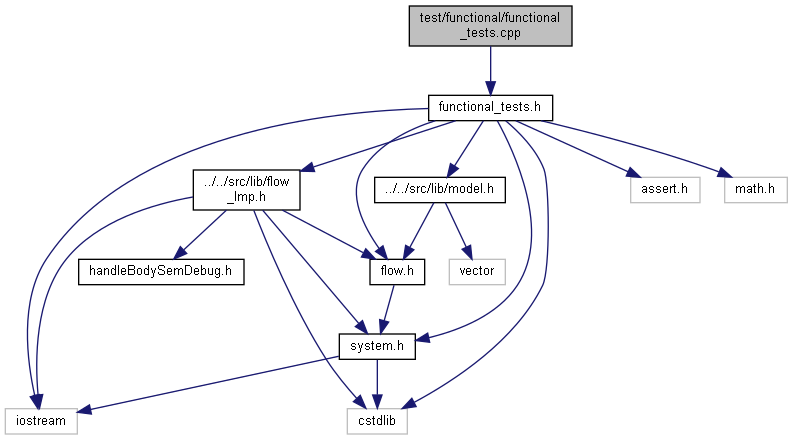 test/functional/functional
_tests.cpp
functional_tests.h
../../src/lib/flow
_Imp.h
../../src/lib/model.h
assert.h
math.h
handleBodySemDebug.h
flow.h
vector
system.h
iostream
cstdlib